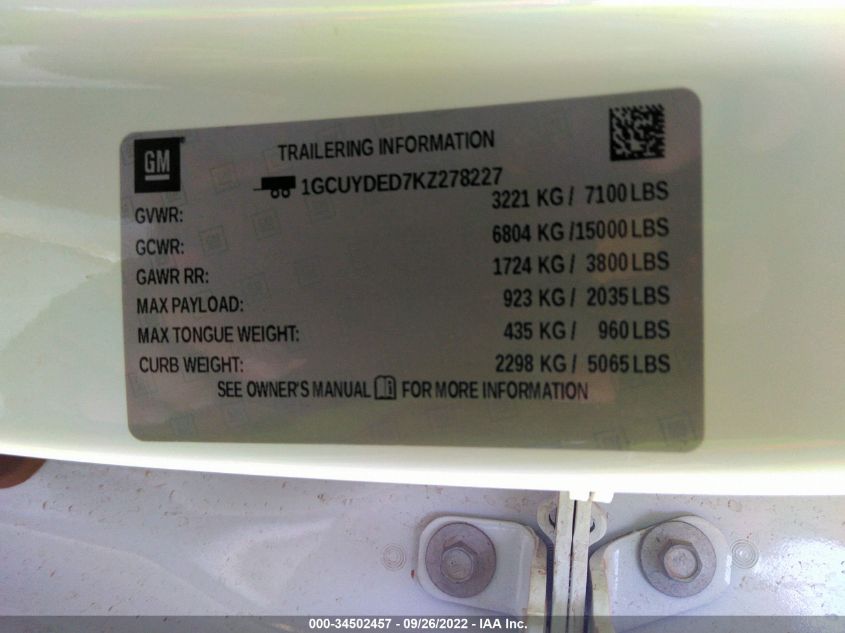 GM
TRAILERING INFORMATION
1GCUYDED7KZ278227
GVWR: 3221 KG / 7100 LBS
GCWR: 6804 KG /15000 LBS
GAWR RR: 1724 KG / 3800 LBS
MAX PAYLOAD: 923 KG / 2035 LBS
MAX TONGUE WEIGHT: 435 KG / 960 LBS
CURB WEIGHT: 2298 KG / 5065 LBS
SEE OWNER'S MANUAL FOR MORE INFORMATION
000-34502457 - 09/26/2022 - IAA Inc.